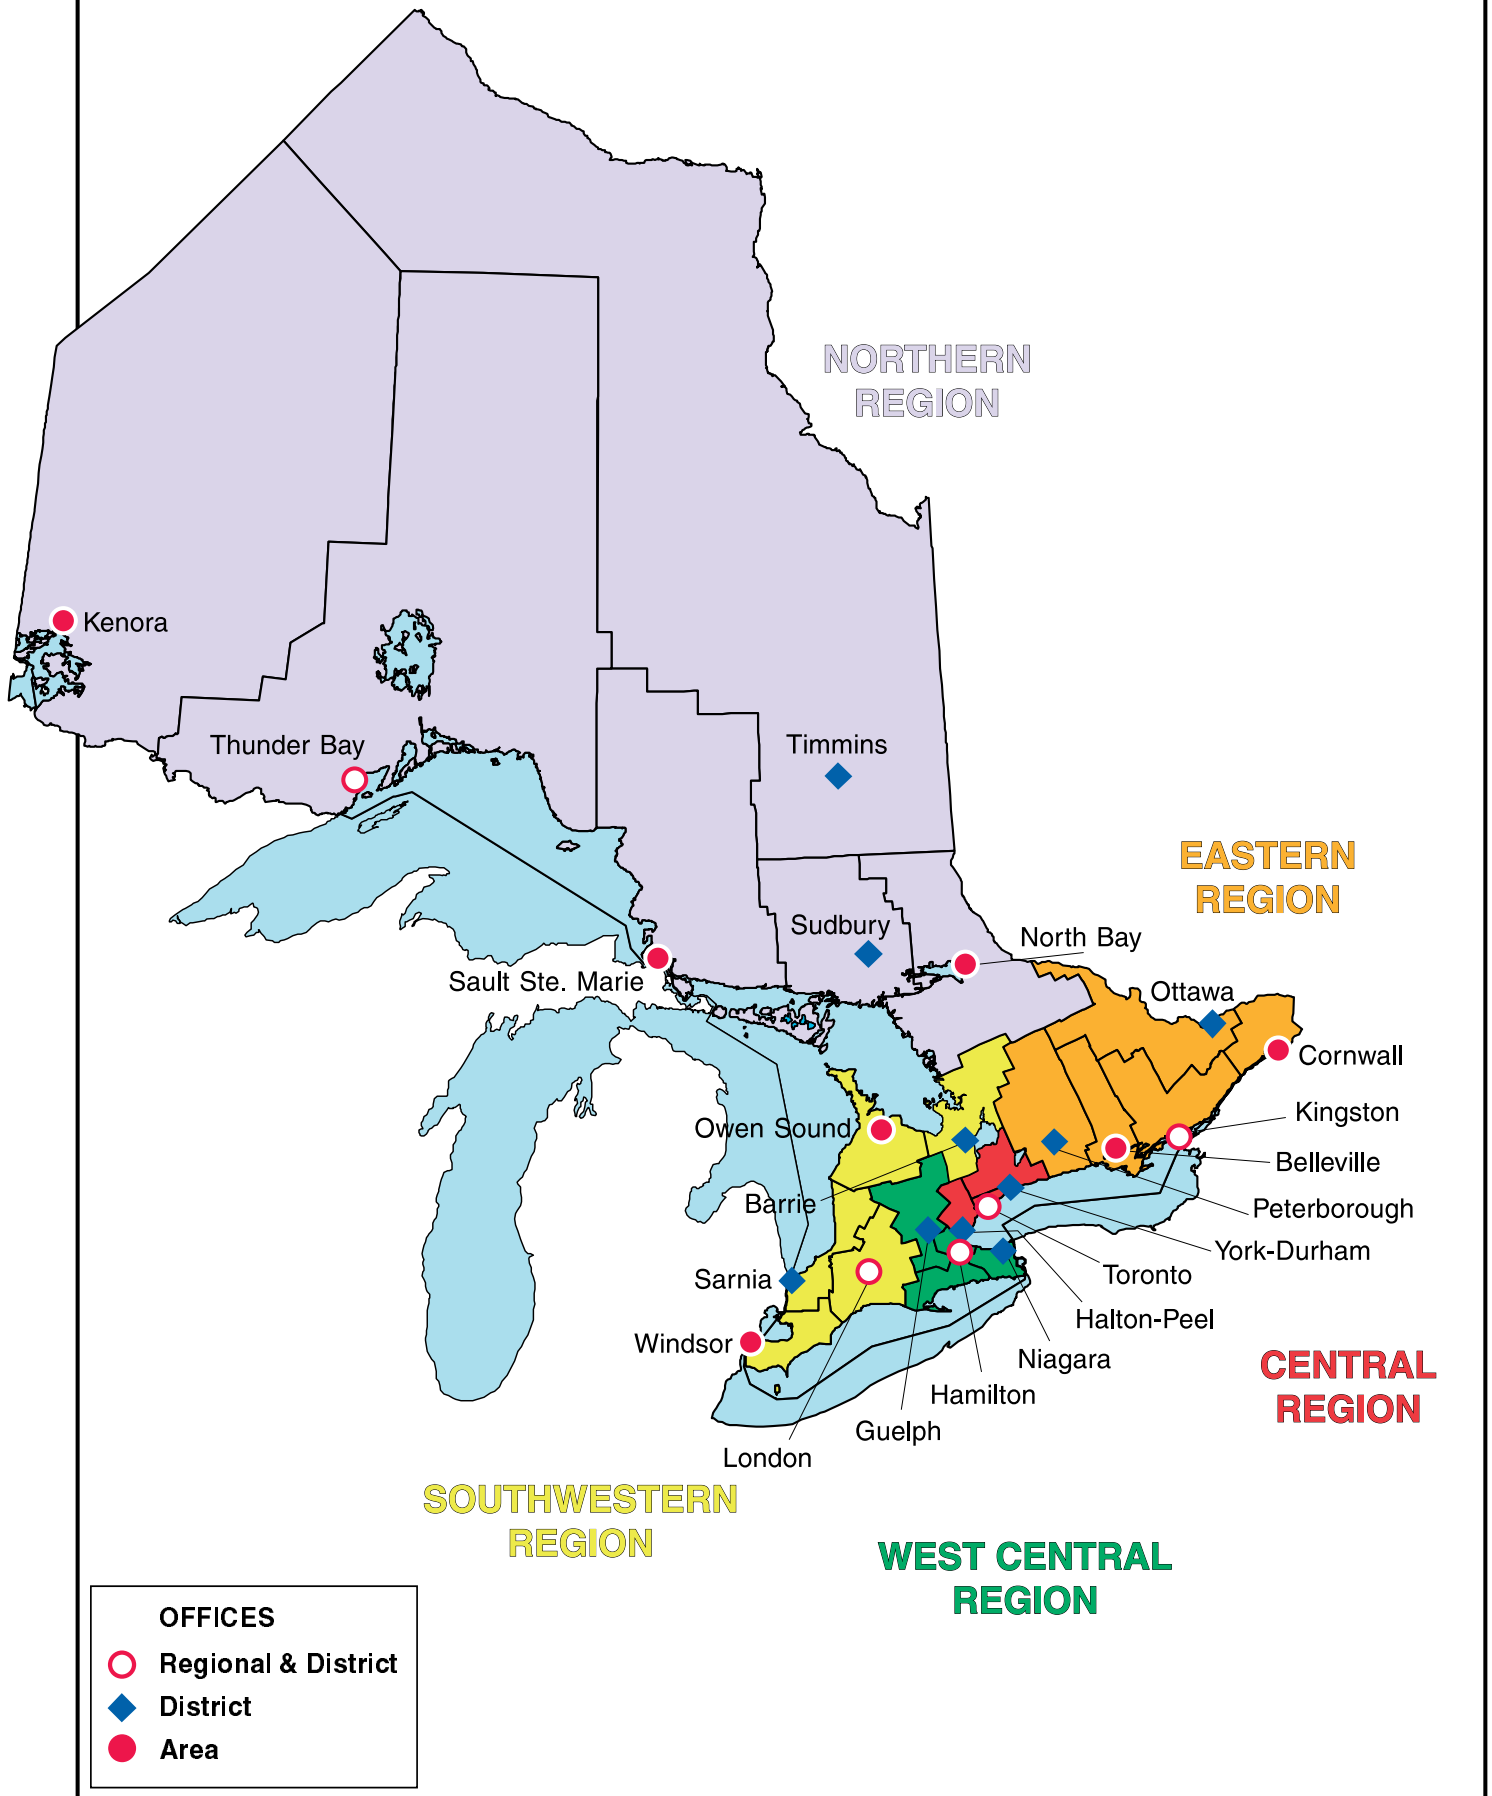 NORTHERN
REGION
Kenora
Thunder Bay
Timmins
EASTERN
REGION
Sudbury
North Bay
Sault Ste. Marie
Ottawa
Cornwall
Kingston
Owen Sound
Belleville
Barrie
Peterborough
York-Durham
Toronto
Sarnia
Halton-Peel
Windsor
Niagara
CENTRAL
REGION
Hamilton
Guelph
London
SOUTHWESTERN
REGION
WEST CENTRAL
REGION
OFFICES
Regional & District
District
Area